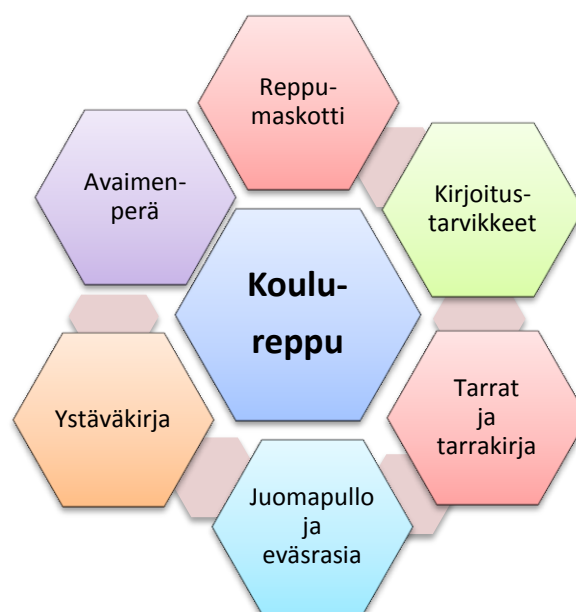 Reppu-
maskotti
Kirjoitus-
tarvikkeet
Tarrat
ja
tarrakirja
Juomapullo
ja
eväsrasia
Ystäväkirja
Avaimen-
perä
Koulu-
reppu